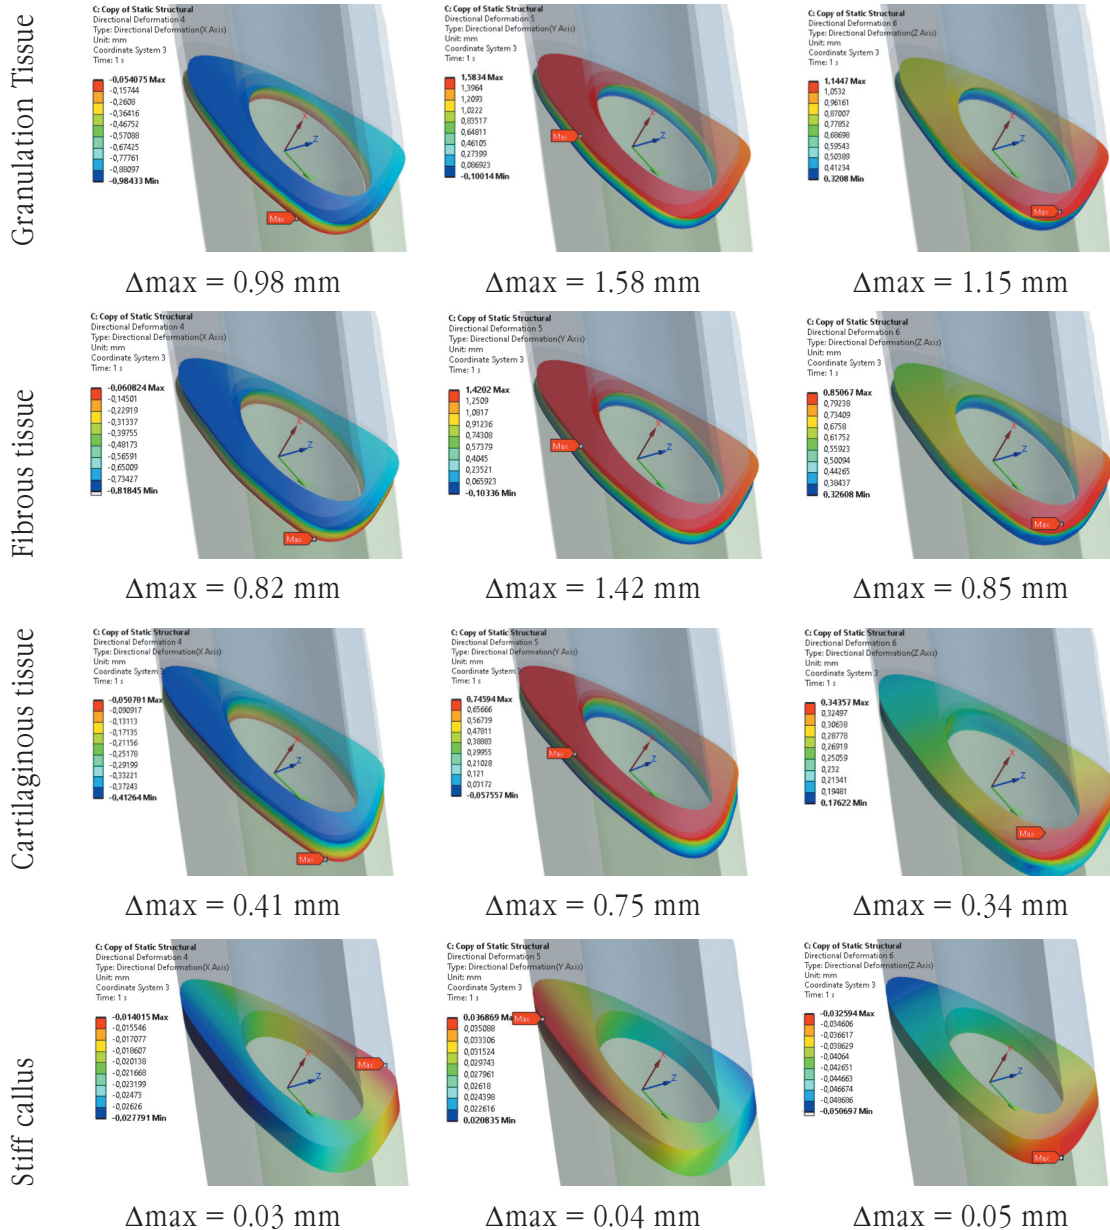 Granulation Tissue
C: Copy of Static Structural
Directional Deformation 4
Type: Directional Deformation(X Axis)
Unit: mm
Coordinate System 3
Time: 1 s
-0,054075 Max
-0,15744
-0,2608
-0,36416
-0,46752
-0,57088
-0,67425
-0,77761
-0,88097
-0,98433 Min
Max
X
Z
Δmax = 0.98 mm
C: Copy of Static Structural
Directional Deformation 5
Type: Directional Deformation(Y Axis)
Unit: mm
Coordinate System 3
Time: 1 s
1,5834 Max
1,3964
1,2093
1,0222
0,83517
0,64811
0,46105
0,27399
0,086923
-0,10014 Min
Max
X
Z
Δmax = 1.58 mm
C: Copy of Static Structural
Directional Deformation 6
Type: Directional Deformation(Z Axis)
Unit: mm
Coordinate System 3
Time: 1 s
1,1447 Max
1,0532
0,96161
0,87007
0,77852
0,68698
0,59543
0,50389
0,41234
0,3208 Min
Max
X
Z
Δmax = 1.15 mm
Fibrous tissue
C: Copy of Static Structural
Directional Deformation 4
Type: Directional Deformation(X Axis)
Unit: mm
Coordinate System 3
Time: 1 s
-0,060824 Max
-0,14501
-0,22919
-0,31337
-0,39755
-0,48173
-0,56591
-0,65009
-0,73427
-0,81845 Min
Max
X
Z
Δmax = 0.82 mm
C: Copy of Static Structural
Directional Deformation 5
Type: Directional Deformation(Y Axis)
Unit: mm
Coordinate System 3
Time: 1 s
1,4202 Max
1,2509
1,0817
0,91236
0,74308
0,57379
0,4045
0,23521
0,065923
-0,10336 Min
Max
X
Z
Δmax = 1.42 mm
C: Copy of Static Structural
Directional Deformation 6
Type: Directional Deformation(Z Axis)
Unit: mm
Coordinate System 3
Time: 1 s
0,85067 Max
0,79238
0,73409
0,6758
0,61752
0,55923
0,50094
0,44265
0,38437
0,32608 Min
Max
X
Z
Δmax = 0.85 mm
Cartilaginous tissue
C: Copy of Static Structural
Directional Deformation 4
Type: Directional Deformation(X Axis)
Unit: mm
Coordinate System 3
Time: 1 s
-0,050701 Max
-0,090917
-0,13113
-0,17135
-0,21156
-0,25178
-0,29199
-0,33221
-0,37243
-0,41264 Min
Max
X
Z
Δmax = 0.41 mm
C: Copy of Static Structural
Directional Deformation 5
Type: Directional Deformation(Y Axis)
Unit: mm
Coordinate System 3
Time: 1 s
0,74594 Max
0,65666
0,56739
0,47811
0,38883
0,29955
0,21028
0,121
0,03172
-0,057557 Min
Max
X
Z
Δmax = 0.75 mm
C: Copy of Static Structural
Directional Deformation 6
Type: Directional Deformation(Z Axis)
Unit: mm
Coordinate System 3
Time: 1 s
0,34357 Max
0,32497
0,30638
0,28778
0,26919
0,25059
0,232
0,21341
0,19481
0,17622 Min
Max
X
Z
Δmax = 0.34 mm
Stiff callus
C: Copy of Static Structural
Directional Deformation 4
Type: Directional Deformation(X Axis)
Unit: mm
Coordinate System 3
Time: 1 s
-0,014015 Max
-0,015546
-0,017077
-0,018607
-0,020138
-0,021668
-0,023199
-0,02473
-0,02626
-0,027791 Min
Max
X
Z
Δmax = 0.03 mm
C: Copy of Static Structural
Directional Deformation 5
Type: Directional Deformation(Y Axis)
Unit: mm
Coordinate System 3
Time: 1 s
0,036869 Max
0,035088
0,033306
0,031524
0,029743
0,027961
0,02618
0,024398
0,022616
0,020835 Min
Max
X
Z
Δmax = 0.04 mm
C: Copy of Static Structural
Directional Deformation 6
Type: Directional Deformation(Z Axis)
Unit: mm
Coordinate System 3
Time: 1 s
-0,032594 Max
-0,034606
-0,036617
-0,038629
-0,04064
-0,042651
-0,044663
-0,046674
-0,048686
-0,050697 Min
Max
X
Z
Δmax = 0.05 mm